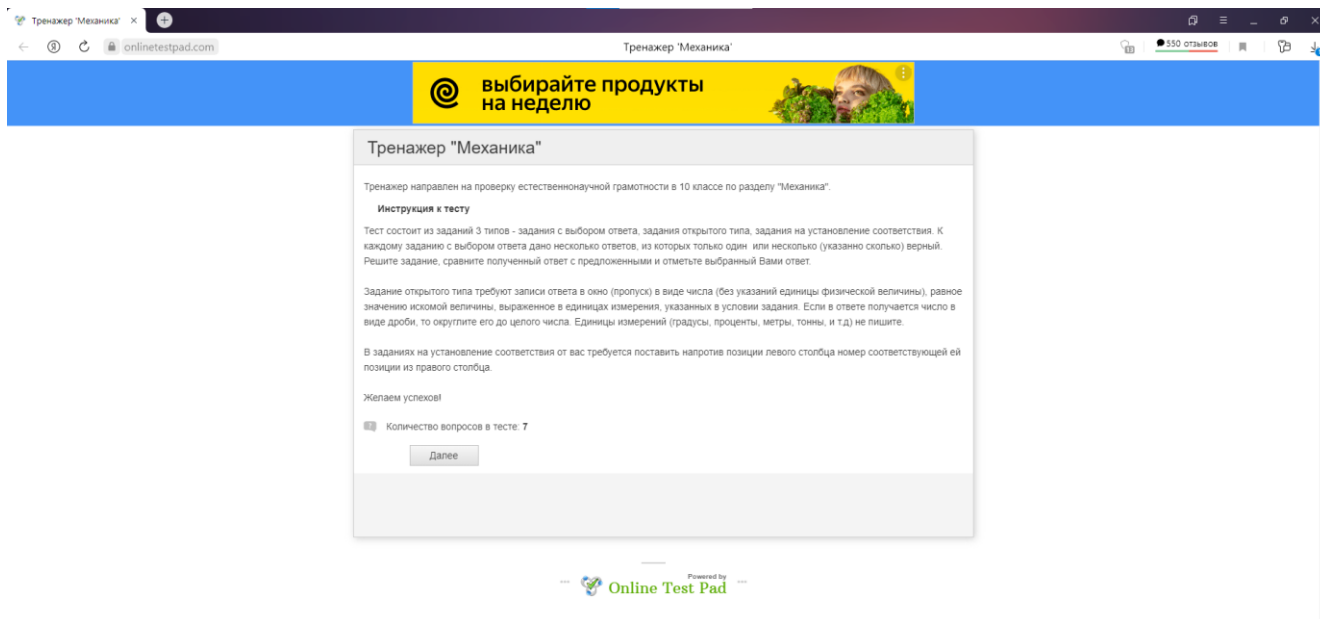 Тренажер 'Механика'
onlinetestpad.com
Тренажер 'Механика'
550 отзывов
выбирайте продукты
на неделю
Тренажер "Механика"
Тренажер направлен на проверку естественнонаучной грамотности в 10 классе по разделу "Механика".
Инструкция к тесту
Тест состоит из заданий 3 типов - задания с выбором ответа, задания открытого типа, задания на установление соответствия. К
каждому заданию с выбором ответа дано несколько ответов, из которых только один или несколько (указанно сколько) верный.
Решите задание, сравните полученный ответ с предложенными и отметьте выбранный Вами ответ.
Задание открытого типа требуют записи ответа в окно (пропуск) в виде числа (без указаний единицы физической величины), равное
значению искомой величины, выраженное в единицах измерения, указанных в условии задания. Если в ответе получается число в
виде дроби, то округлите его до целого числа. Единицы измерений (градусы, проценты, метры, тонны, и т.д) не пишите.
В заданиях на установление соответствия от вас требуется поставить напротив позиции левого столбца номер соответствующей ей
позиции из правого столбца.
Желаем успехов!
Количество вопросов в тесте: 7
Далее
Powered by
Online Test Pad